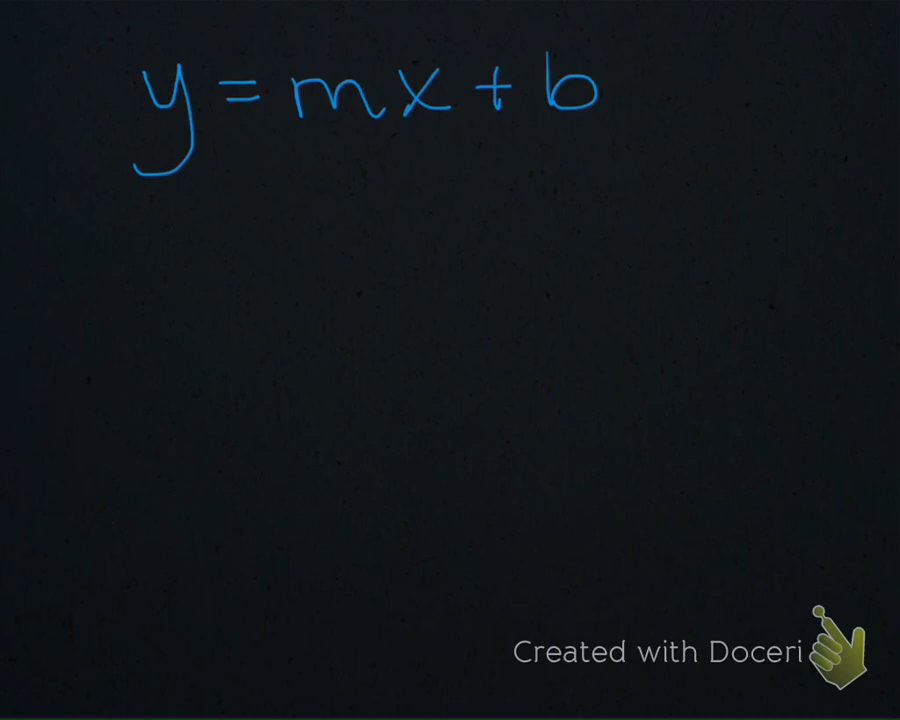 y = mx + b
Created with Doceri